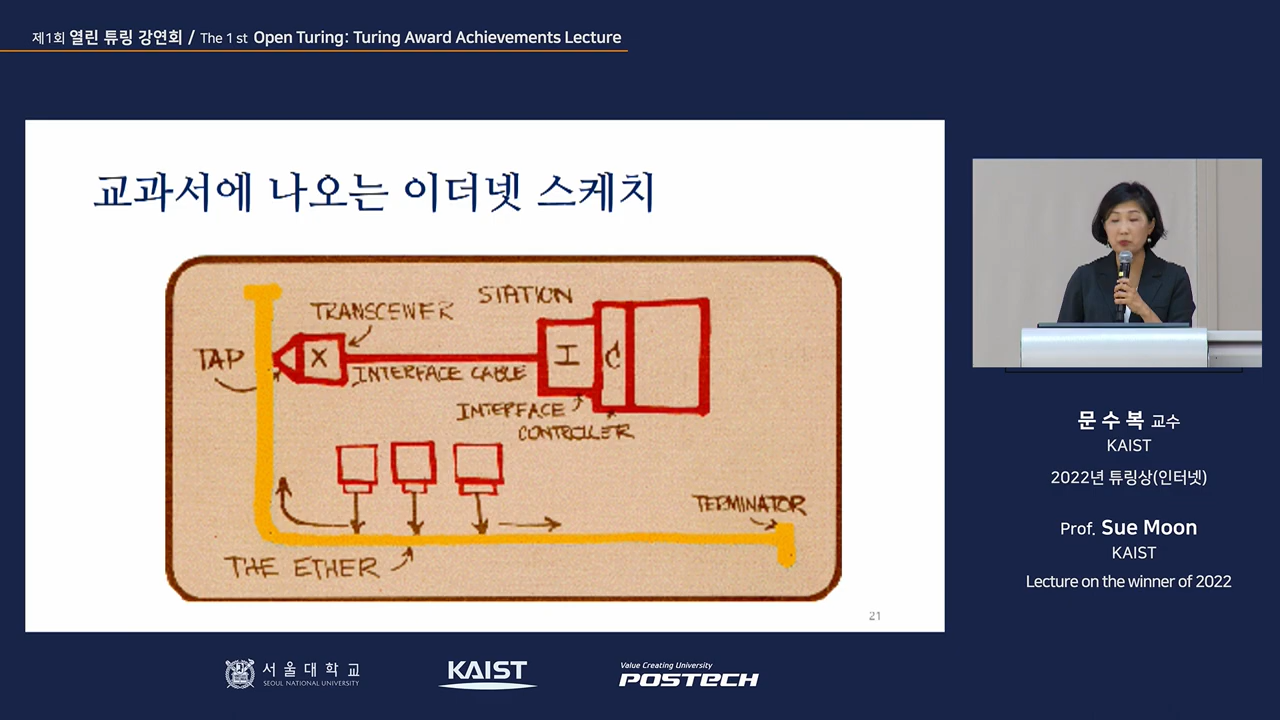 제1회 열린 튜링 강연회 / The 1 st Open Turing: Turing Award Achievements Lecture
교과서에 나오는 이더넷 스케치
STATION
TRANSCEIVER
TAP
X
I
C
INTERFACE CABLE
INTERFACE
CONTROLLER
TERMINATOR
THE ETHER
21
문 수 복 교수
KAIST
2022년 튜링상(인터넷)
Prof. Sue Moon
KAIST
Lecture on the winner of 2022
서울대학교
SEOUL NATIONAL UNIVERSITY
KAIST
Value Creating University
POSTECH